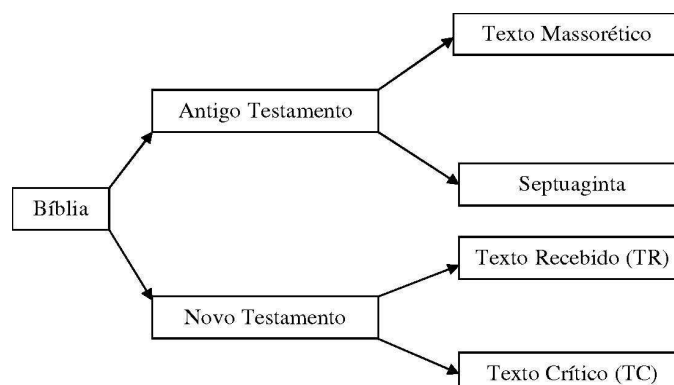 Texto Massorético
Antigo Testamento
Septuaginta
Bíblia
Texto Recebido (TR)
Novo Testamento
Texto Crítico (TC)